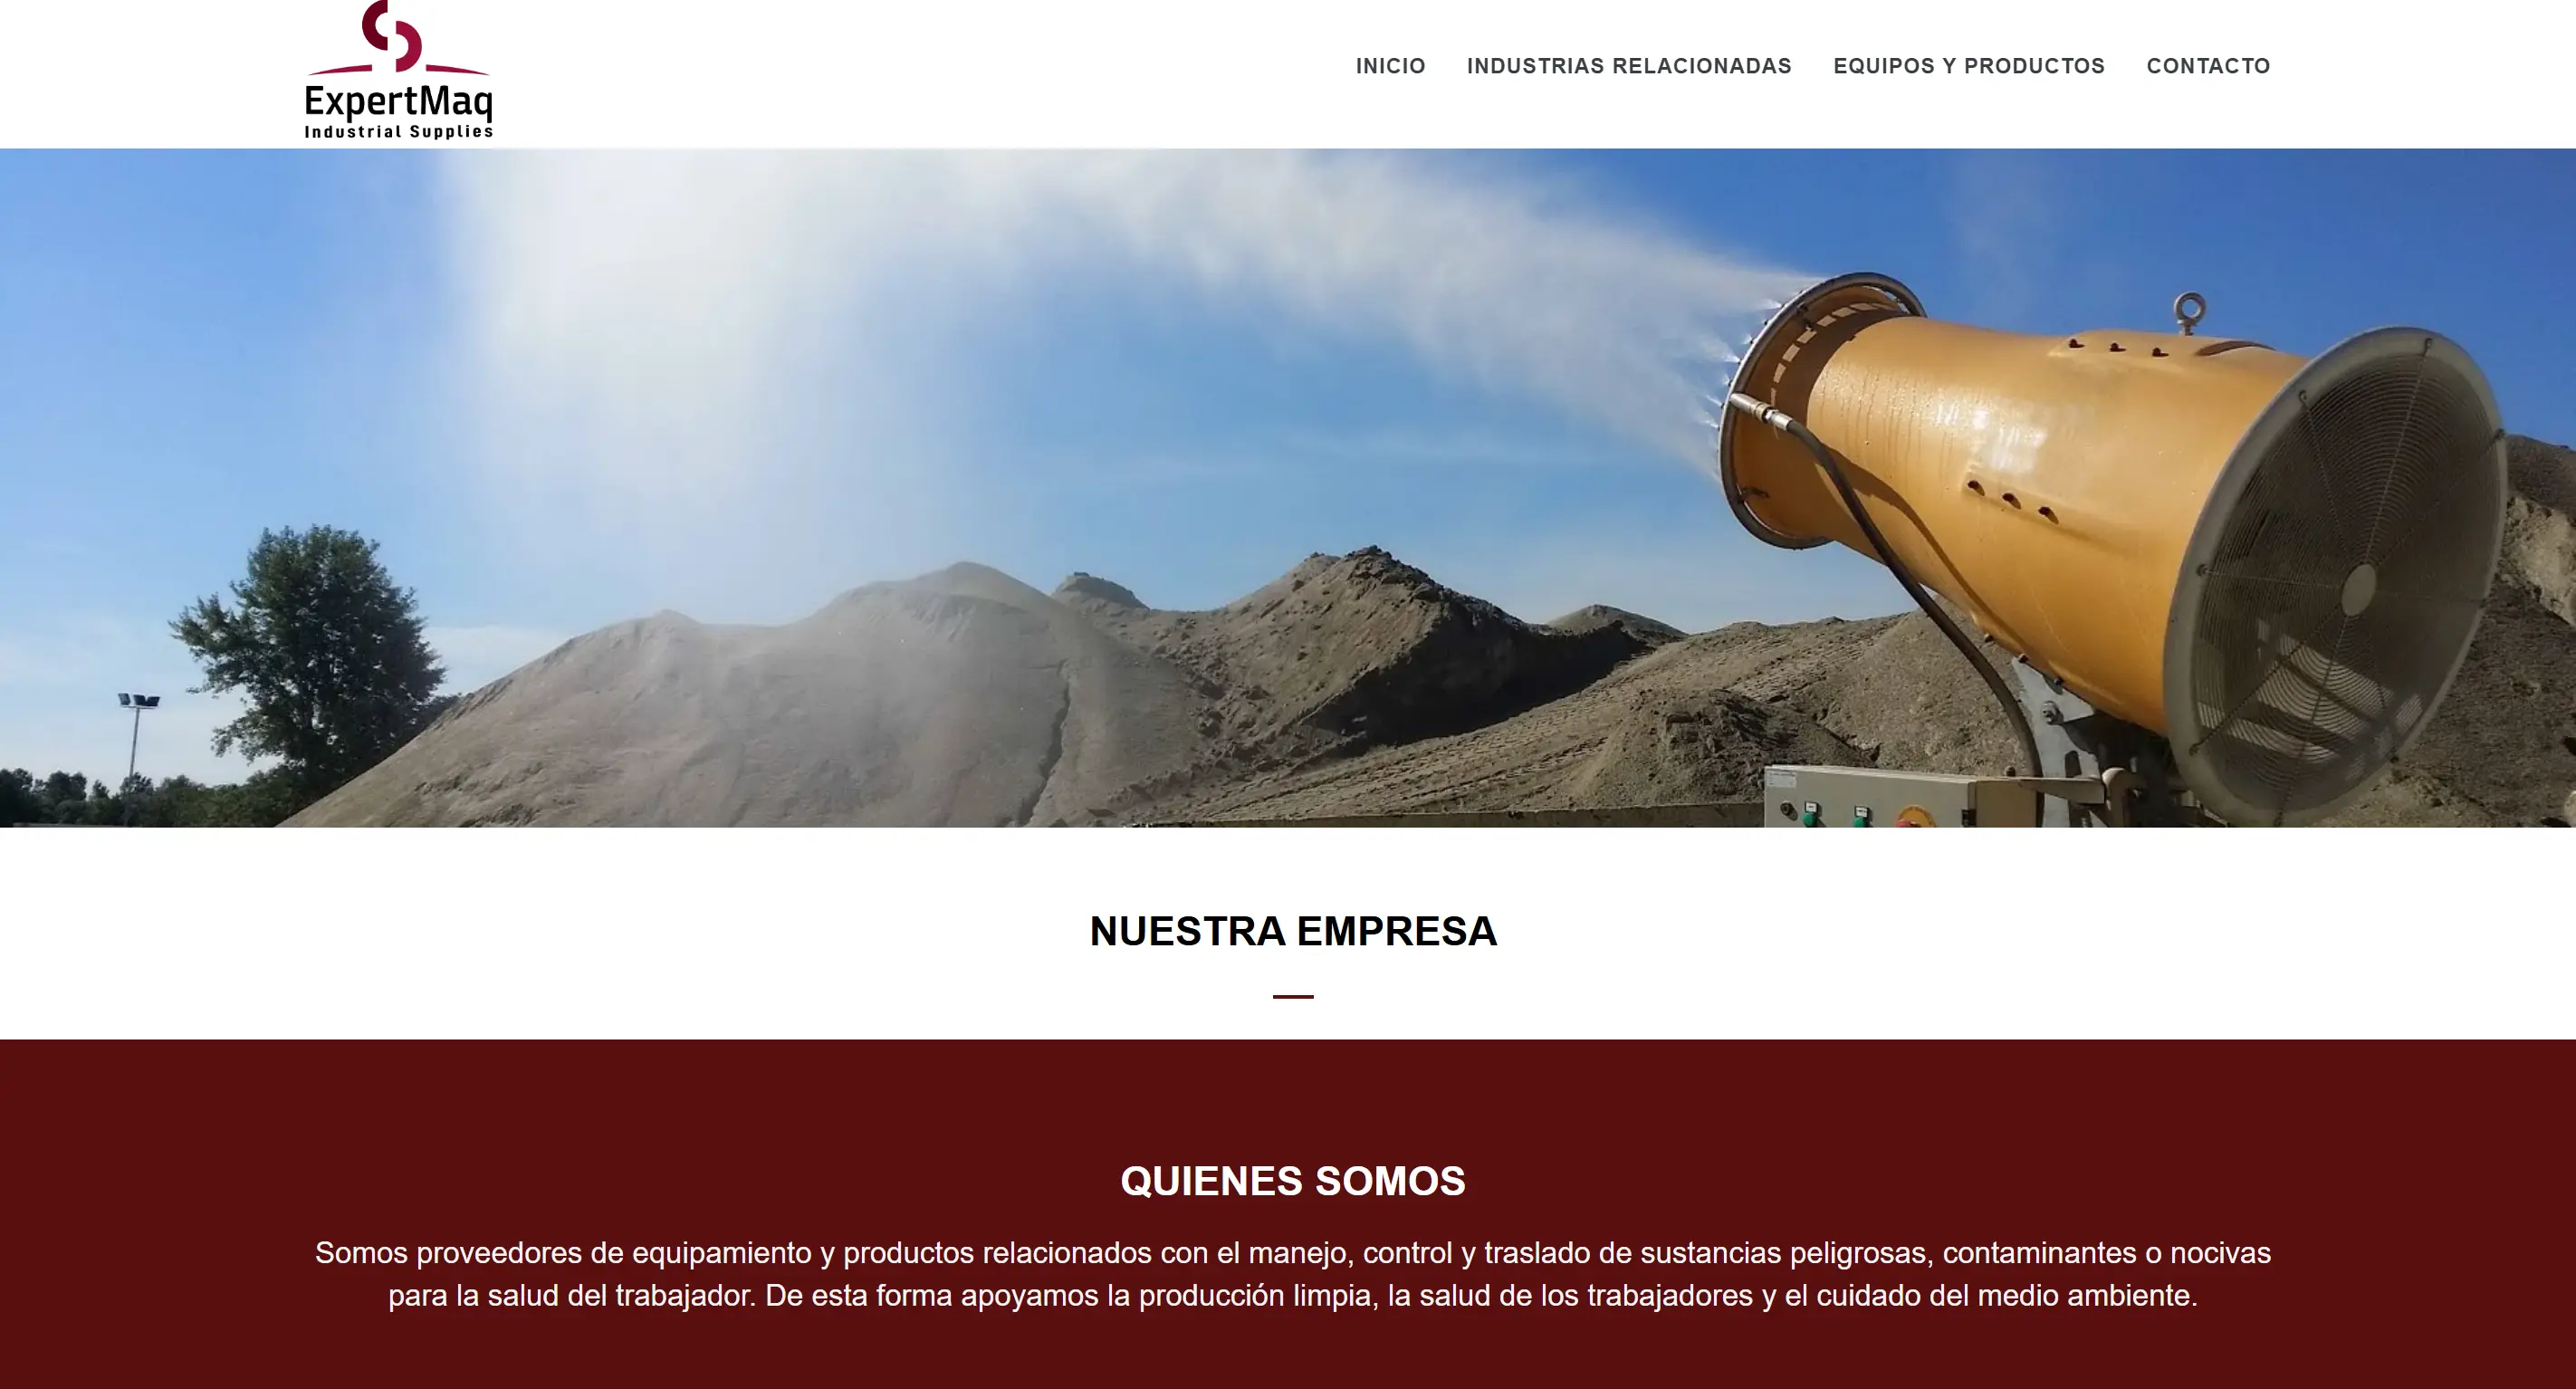 ExpertMaq
Industrial Supplies
INICIO INDUSTRIAS RELACIONADAS EQUIPOS Y PRODUCTOS CONTACTO
NUESTRA EMPRESA
QUIENES SOMOS
Somos proveedores de equipamiento y productos relacionados con el manejo, control y traslado de sustancias peligrosas, contaminantes o nocivas
para la salud del trabajador. De esta forma apoyamos la producción limpia, la salud de los trabajadores y el cuidado del medio ambiente.